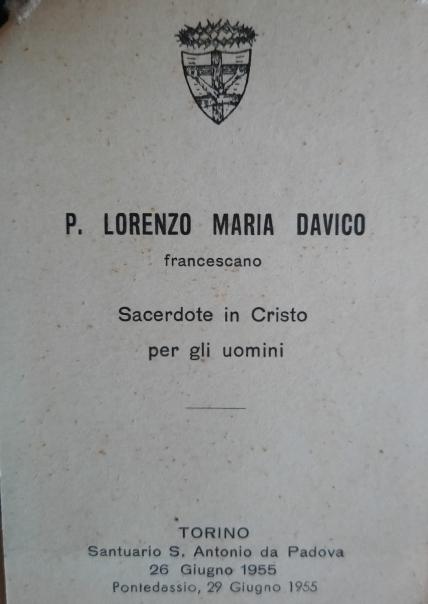 P. LORENZO MARIA DAVICO
francescano
Sacerdote in Cristo
per gli uomini
TORINO
Santuario S. Antonio da Padova
26 Giugno 1955
Pontedassio, 29 Giugno 1955